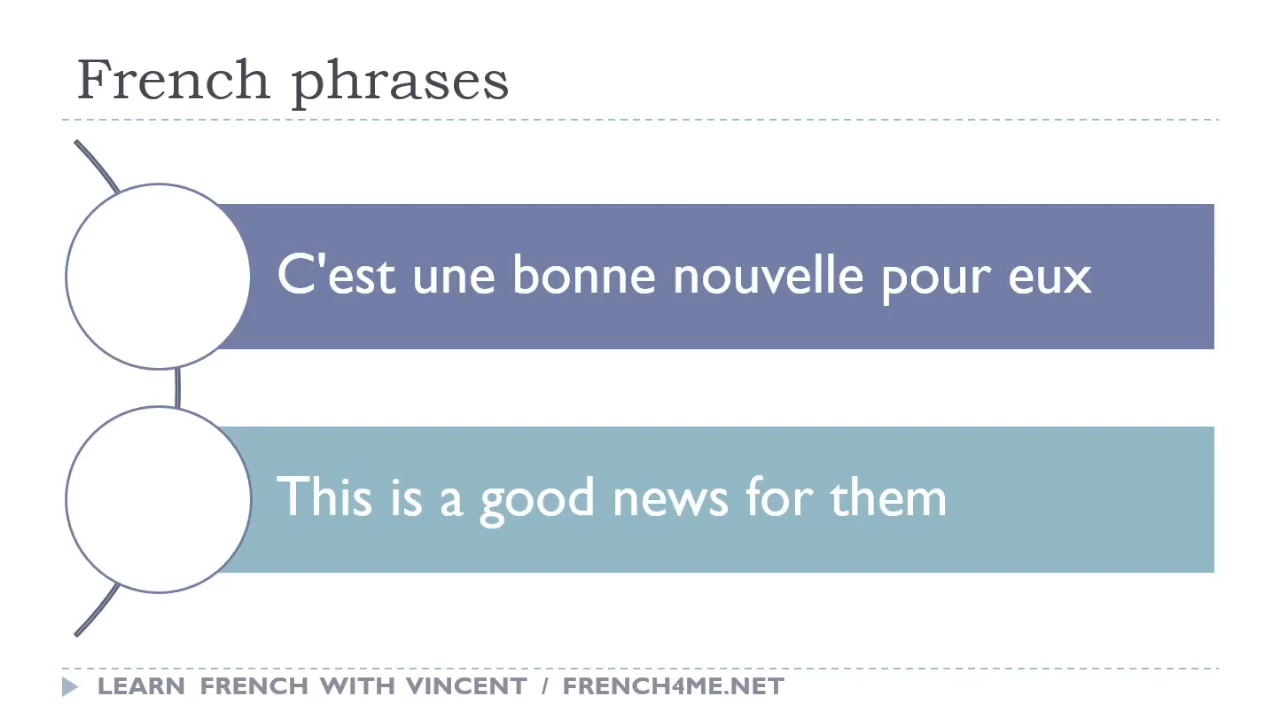 French phrases
C'est une bonne nouvelle pour eux
This is a good news for them
LEARN FRENCH WITH VINCENT / FRENCH4ME.NET